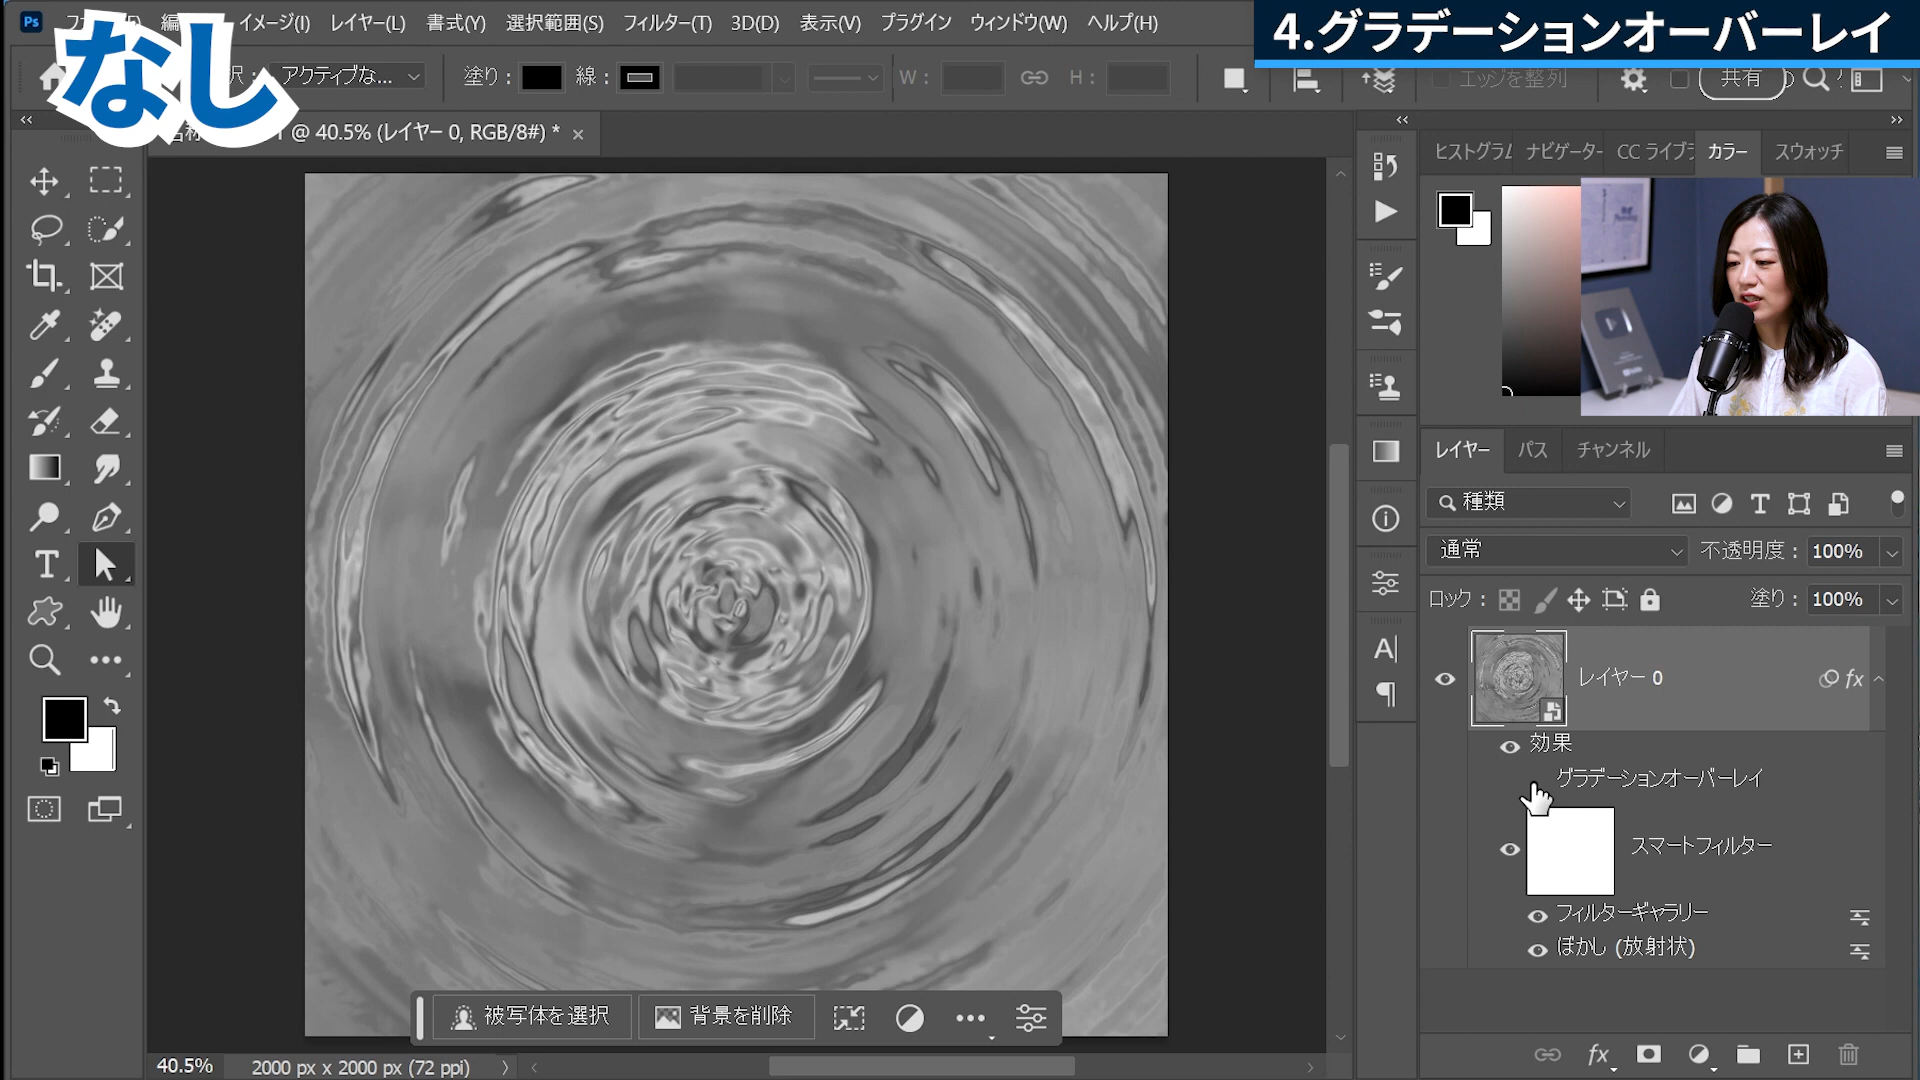 4.グラデーションオーバーレイ
なし
Ps
イメージ(I) レイヤー(L) 書式(Y) 選択範囲(S) フィルター(T) 3D(D) 表示(V) プラグイン ウィンドウ(W) ヘルプ(H)
アクティブな... 塗り: 線: W: H: エッジを整列 共有
@ 40.5% (レイヤー 0, RGB/8#) * ×
ヒストグラム ナビゲーター CC ライブラ カラー スウォッチ
レイヤー パス チャンネル
種類
通常 不透明度: 100%
ロック: 塗り: 100%
レイヤー 0 fx
効果
グラデーションオーバーレイ
スマートフィルター
フィルターギャラリー
ぼかし (放射状)
被写体を選択 背景を削除
40.5% 2000 px x 2000 px (72 ppi)
fx